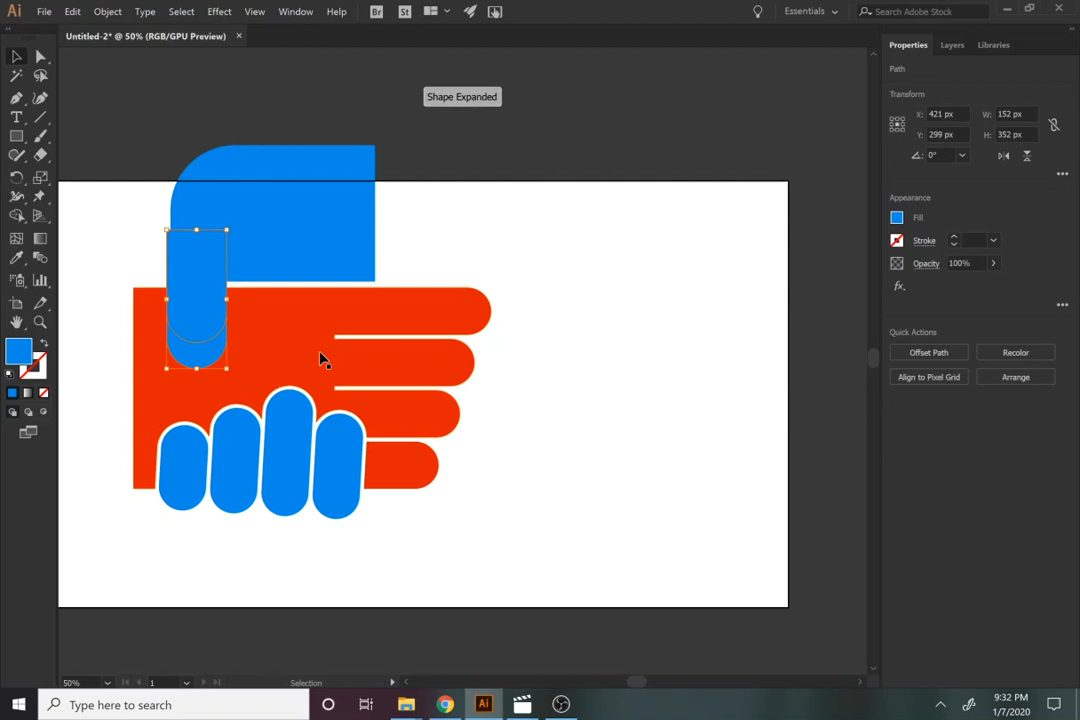 Ai File Edit Object Type Select Effect View Window Help Br St Essentials Search Adobe Stock
Untitled-2* @ 50% (RGB/GPU Preview) ×
Properties Layers Libraries
Path
Shape Expanded
Transform
X: 421 px W: 152 px
Y: 299 px H: 352 px
0°
Appearance
Fill
Stroke
Opacity 100%
fx.
Quick Actions
Offset Path Recolor
Align to Pixel Grid Arrange
50% 1 Selection
Type here to search
Ai
9:32 PM
1/7/2020